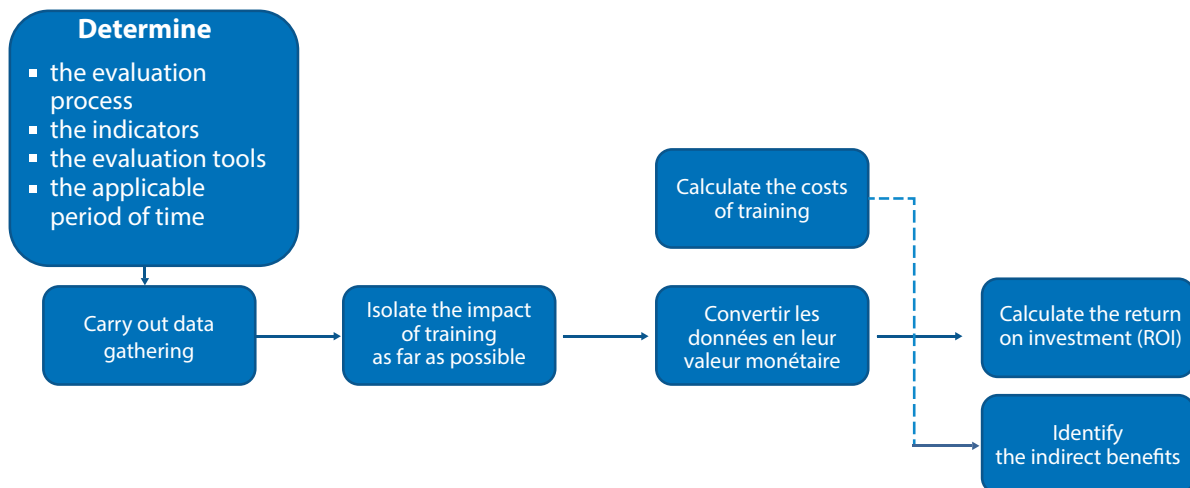 Determine
▪ the evaluation
process
▪ the indicators
▪ the evaluation tools
▪ the applicable
period of time
Carry out data
gathering
Isolate the impact
of training
as far as possible
Calculate the costs
of training
Convertir les
données en leur
valeur monétaire
Calculate the return
on investment (ROI)
Identify
the indirect benefits